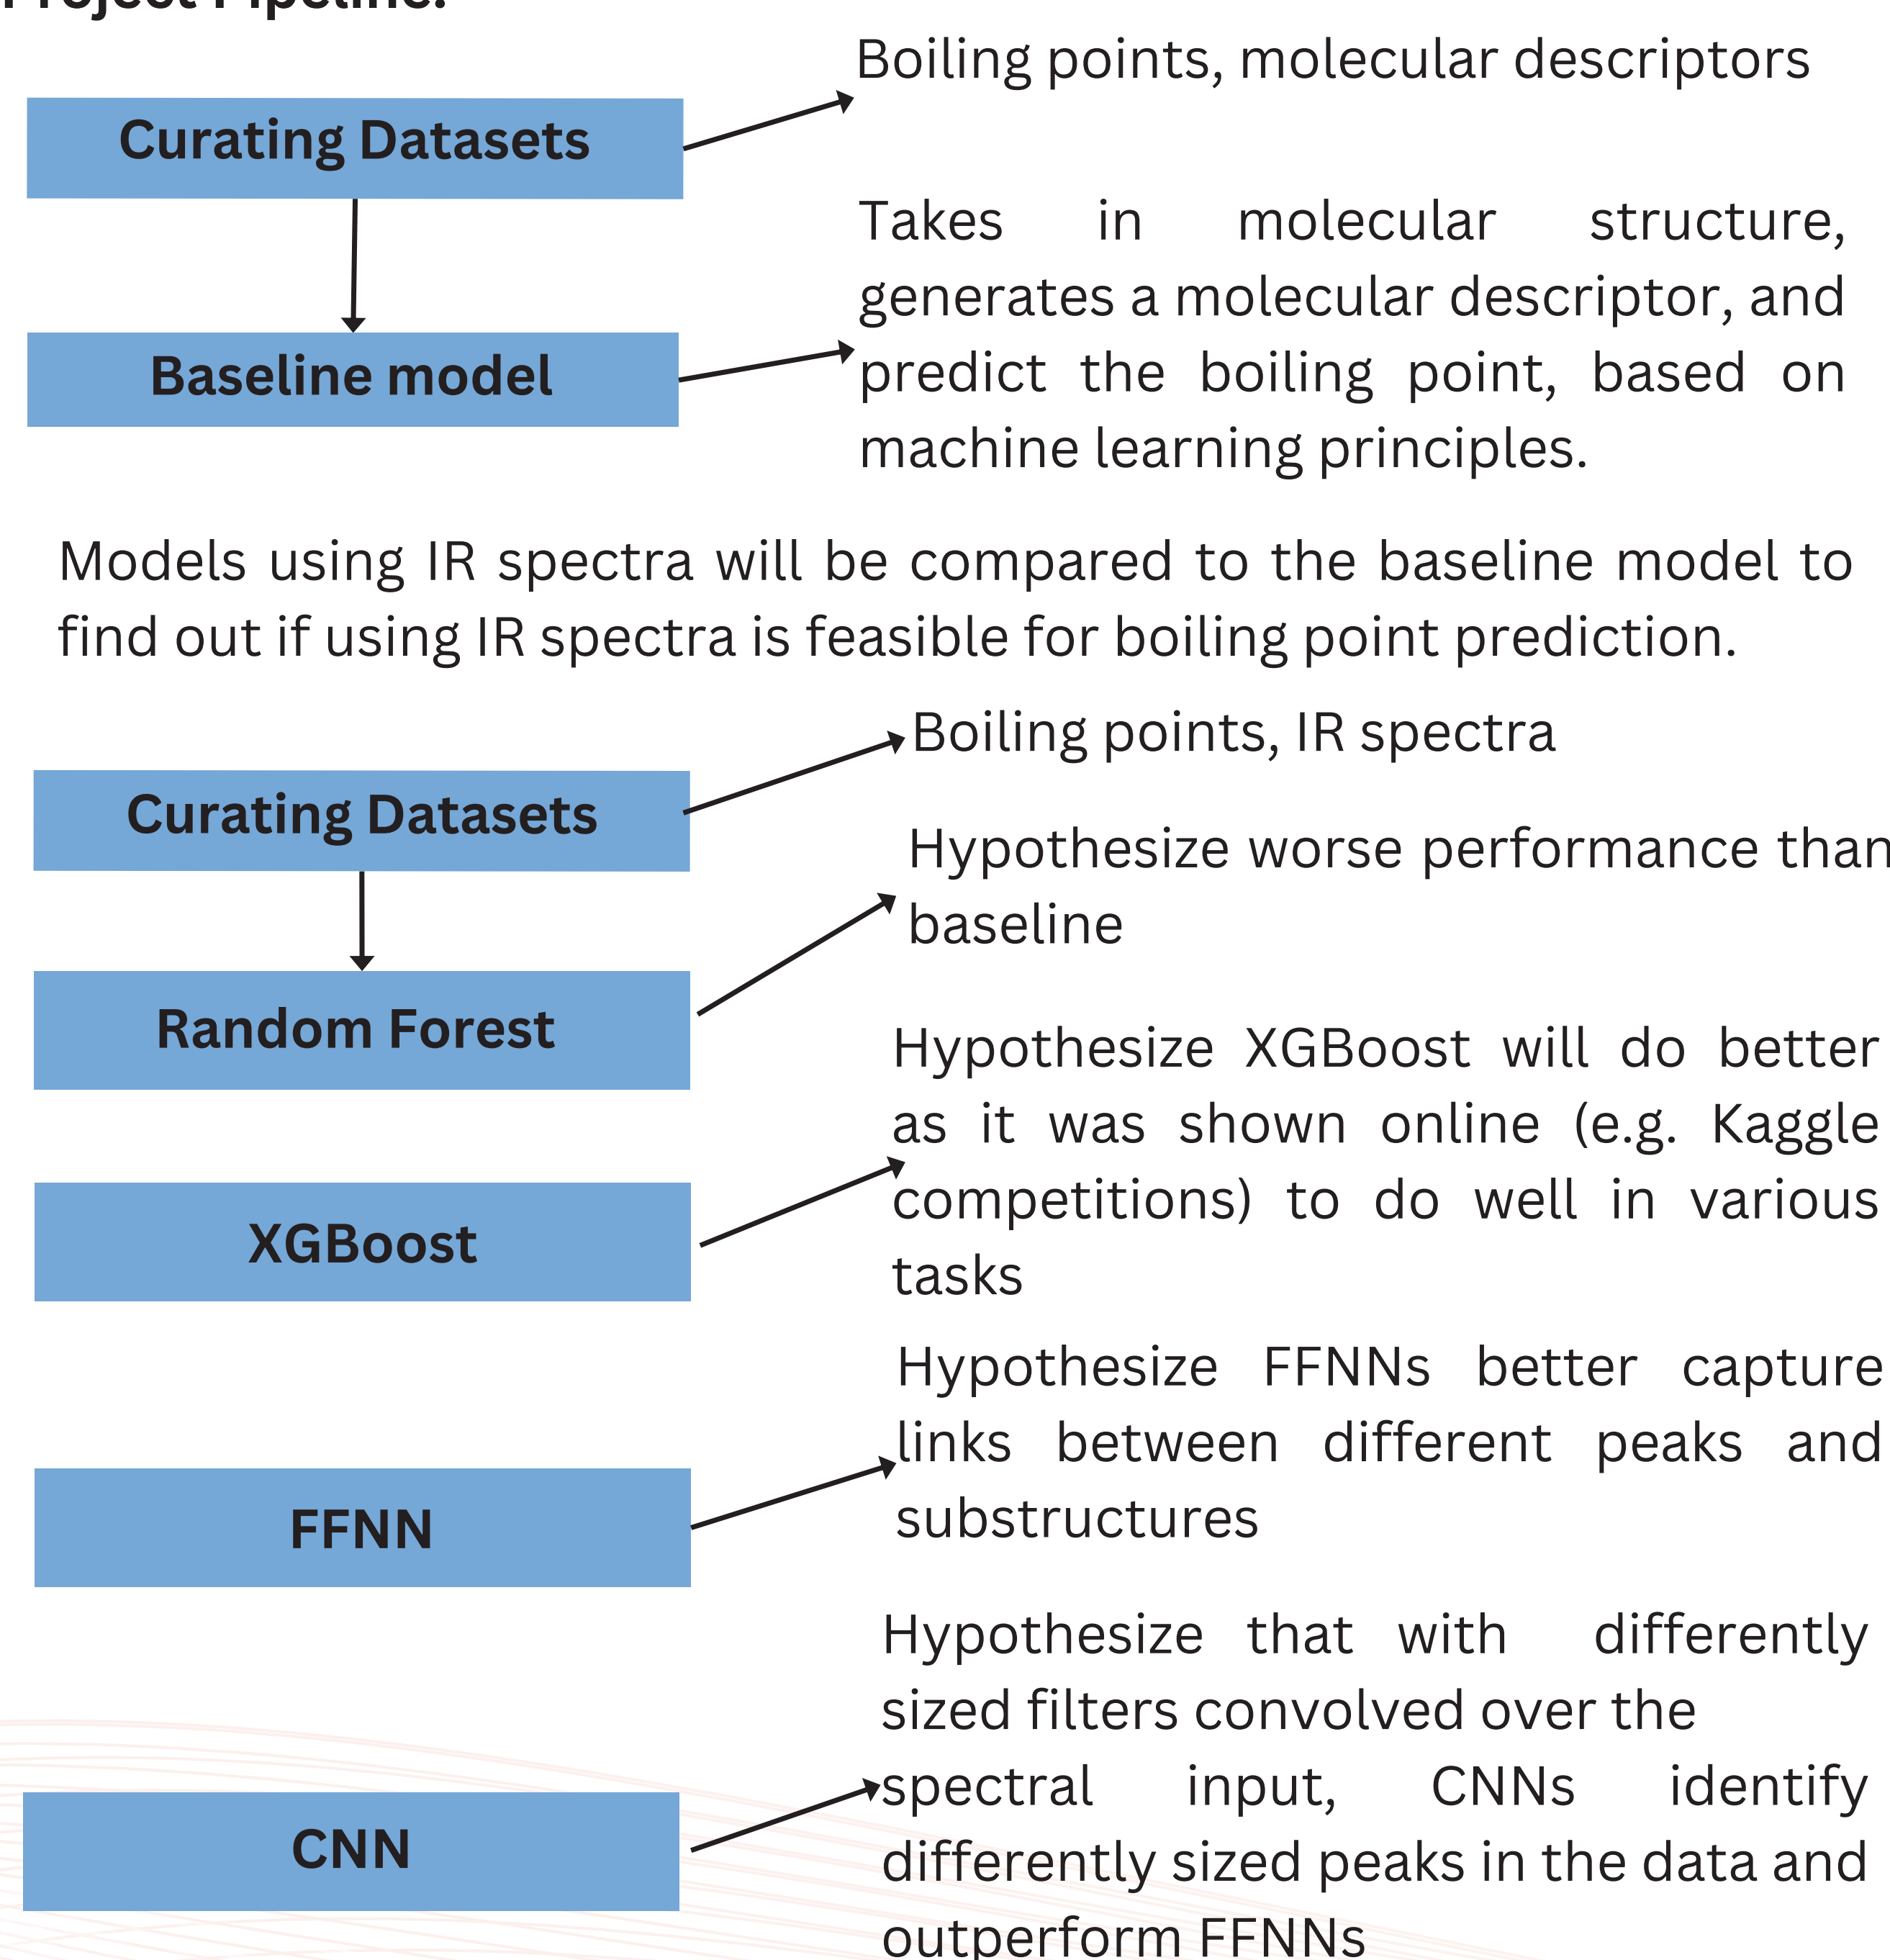 Project Pipeline:
Boiling points, molecular descriptors
Curating Datasets
Takes in molecular structure,
generates a molecular descriptor, and
predict the boiling point, based on
machine learning principles.
Baseline model
Models using IR spectra will be compared to the baseline model to
find out if using IR spectra is feasible for boiling point prediction.
Boiling points, IR spectra
Curating Datasets
Hypothesize worse performance than
baseline
Random Forest
Hypothesize XGBoost will do better
as it was shown online (e.g. Kaggle
competitions) to do well in various
tasks
XGBoost
Hypothesize FFNNs better capture
links between different peaks and
substructures
FFNN
Hypothesize that with differently
sized filters convolved over the
spectral input, CNNs identify
differently sized peaks in the data and
outperform FFNNs
CNN